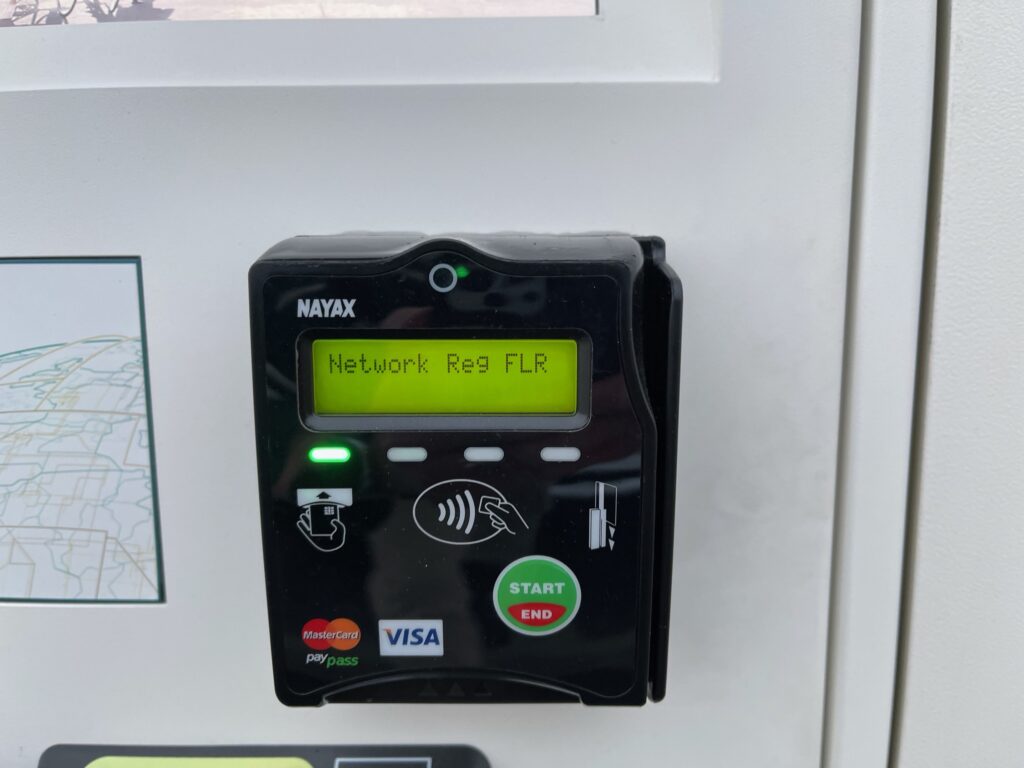 NAYAX
Network Reg FLR
START
END
MasterCard
paypass
VISA